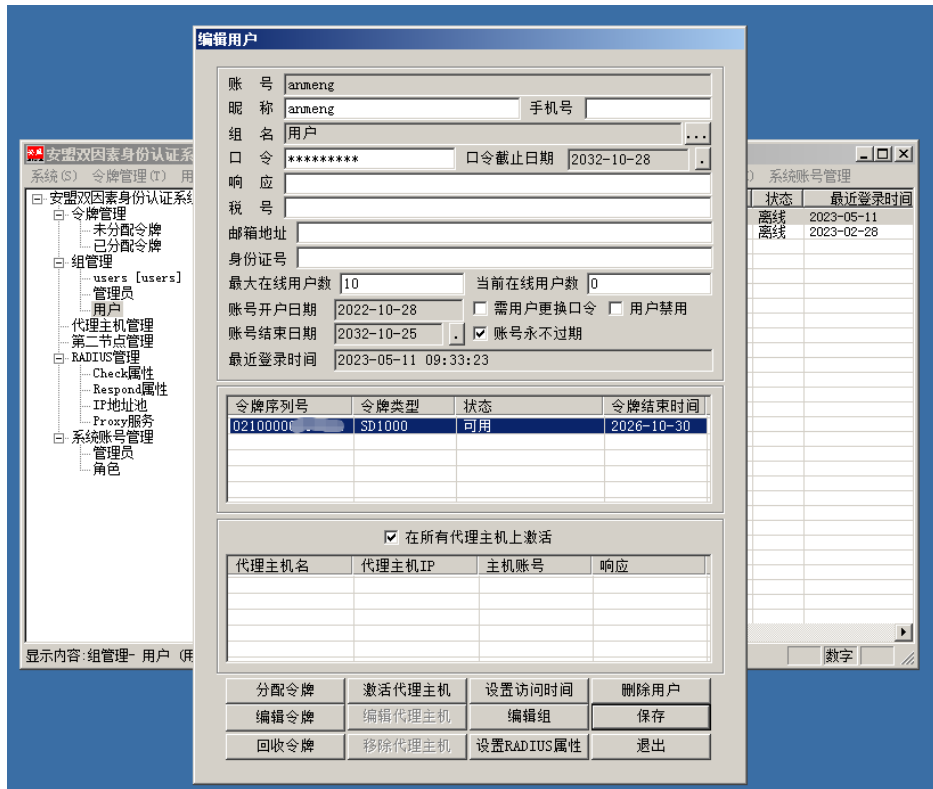 编辑用户
账 号 anmeng
昵 称 anmeng 手机号
组 名 用户 ...
口 令 ********* 口令截止日期 2032-10-28 .
响 应
税 号
邮箱地址
身份证号
最大在线用户数 10 当前在线用户数 0
账号开户日期 2022-10-28 需用户更换口令 用户禁用
账号结束日期 2032-10-25 . 账号永不过期
最近登录时间 2023-05-11 09:33:23
令牌序列号 令牌类型 状态 令牌结束时间
0210000 SD1000 可用 2026-10-30
在所有代理主机上激活
代理主机名 代理主机IP 主机账号 响应
分配令牌 激活代理主机 设置访问时间 删除用户
编辑令牌 编辑代理主机 编辑组 保存
回收令牌 移除代理主机 设置RADIUS属性 退出
安盟双因素身份认证系
系统(S) 令牌管理(T) 用
安盟双因素身份认证系统
令牌管理
未分配令牌
已分配令牌
组管理
users [users]
管理员
用户
代理主机管理
第二节点管理
RADIUS管理
Check属性
Respond属性
IP地址池
Proxy服务
系统账号管理
管理员
角色
显示内容:组管理- 用户 (用
) 系统账号管理
状态 最近登录时间
离线 2023-05-11
离线 2023-02-28
数字